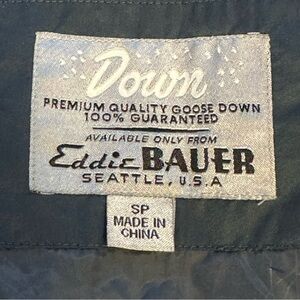 Down
PREMIUM QUALITY GOOSE DOWN
100% GUARANTEED
AVAILABLE ONLY FROM
Eddie BAUER
SEATTLE, U.S.A
SP
MADE IN
CHINA